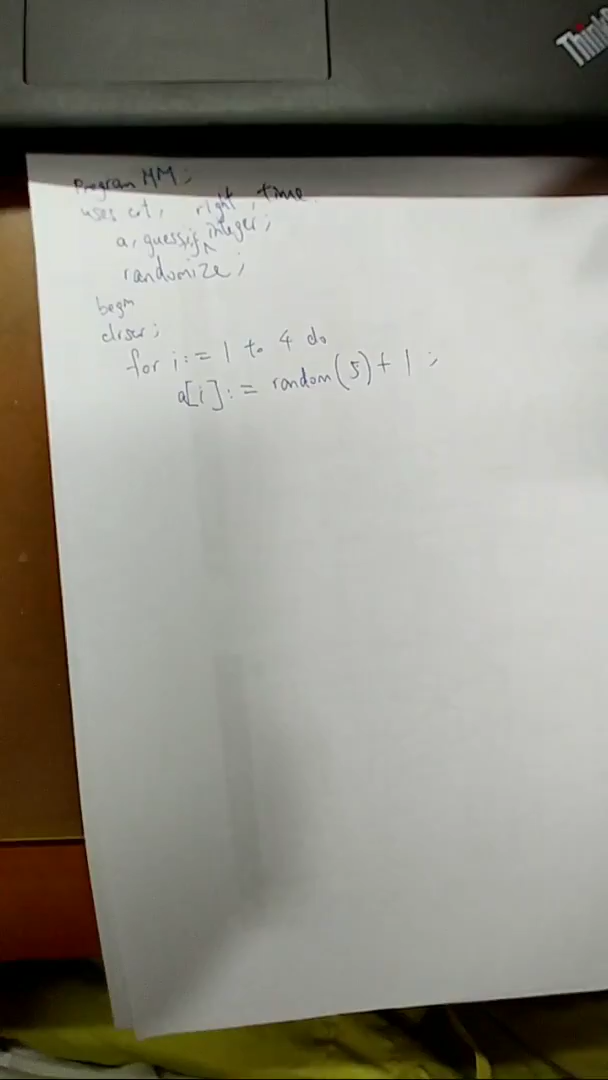 Think
Program MM;
uses crt, right, time
a, guess, i: integer;
randomize;
begin
clrscr;
for i:= 1 to 4 do
a[i]:= random(5)+1;